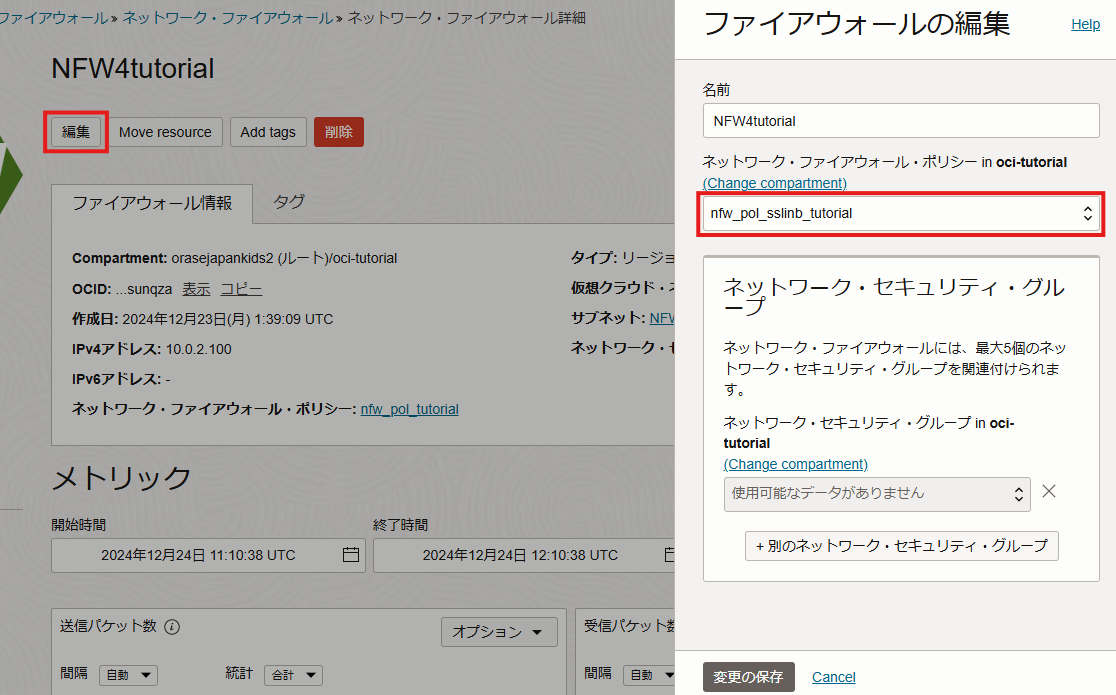 ファイアウォール » ネットワーク・ファイアウォール » ネットワーク・ファイアウォール詳細
NFW4tutorial
編集 Move resource Add tags 削除
ファイアウォール情報 タグ
Compartment: orasejapankids2 (ルート)/oci-tutorial
OCID: ...sunqza 表示 コピー
作成日: 2024年12月23日(月) 1:39:09 UTC
IPv4アドレス: 10.0.2.100
IPv6アドレス: -
ネットワーク・ファイアウォール・ポリシー: nfw_pol_tutorial
タイプ: リージョ
仮想クラウド・
サブネット: NFW
ネットワーク・
メトリック
開始時間 終了時間
2024年12月24日 11:10:38 UTC 2024年12月24日 12:10:38 UTC
送信パケット数 i オプション
間隔 自動 統計 合計
受信パケット数
間隔 自動
ファイアウォールの編集 Help
名前
NFW4tutorial
ネットワーク・ファイアウォール・ポリシー in oci-tutorial
(Change compartment)
nfw_pol_sslinb_tutorial
ネットワーク・セキュリティ・グル
ープ
ネットワーク・ファイアウォールには、最大5個のネッ
トワーク・セキュリティ・グループを関連付けられま
す。
ネットワーク・セキュリティ・グループ in oci-
tutorial
(Change compartment)
使用可能なデータがありません
+ 別のネットワーク・セキュリティ・グループ
変更の保存 Cancel